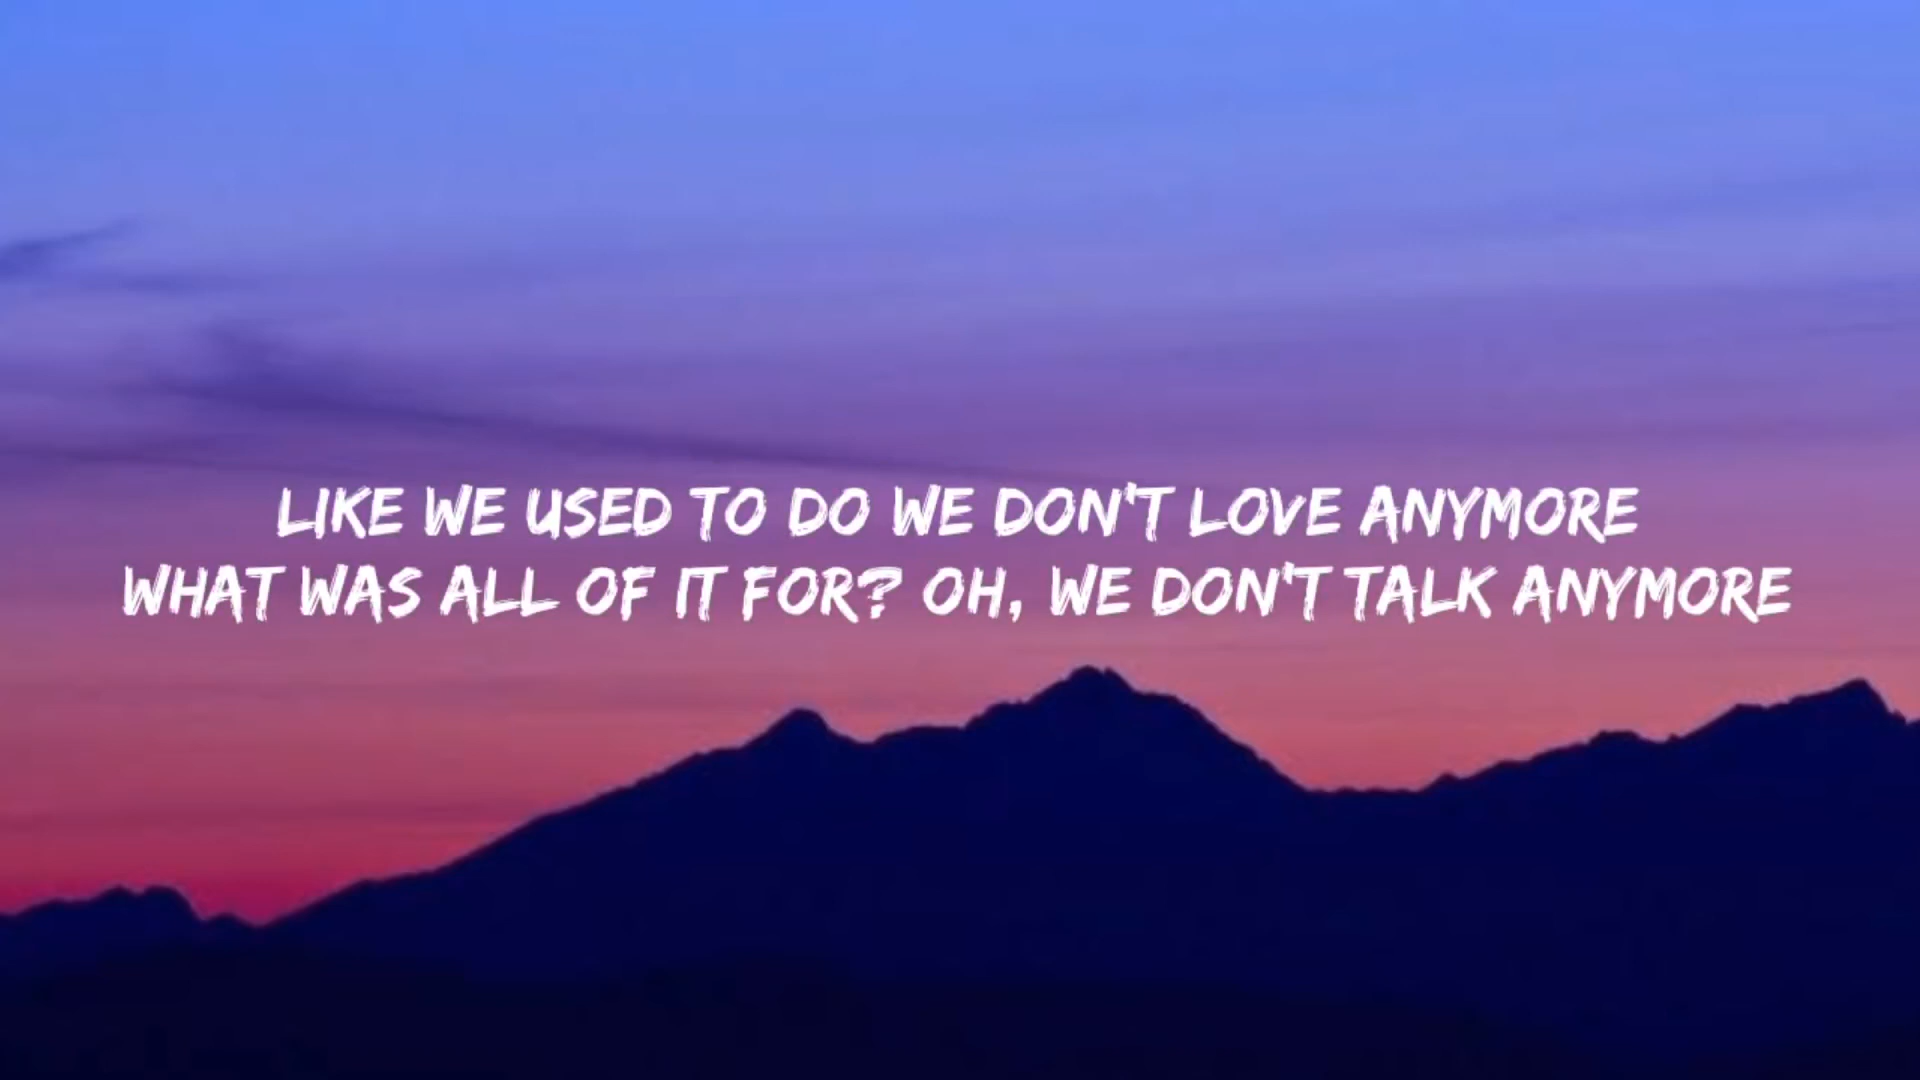 LIKE WE USED TO DO WE DON'T LOVE ANYMORE
WHAT WAS ALL OF IT FOR? OH, WE DON'T TALK ANYMORE